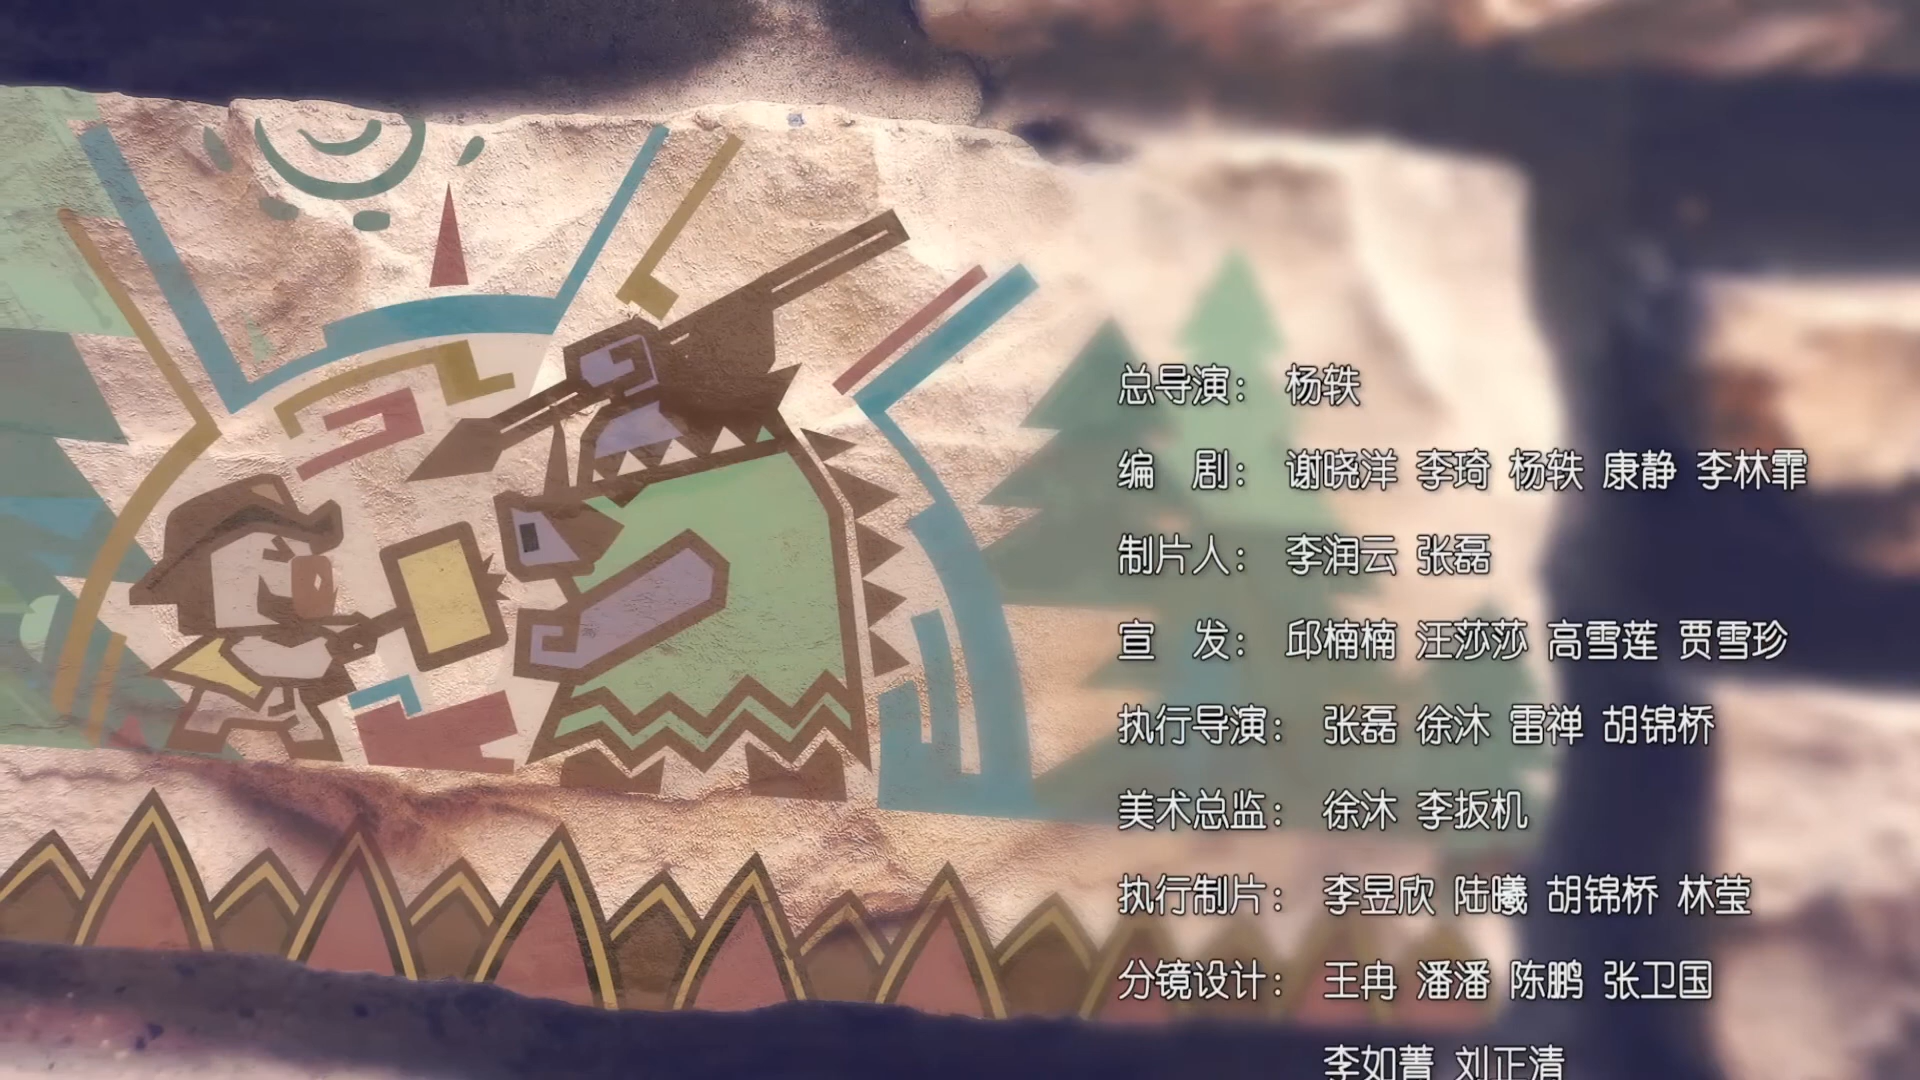 总导演： 杨轶
编　剧： 谢晓洋 李琦 杨轶 康静 李林霏
制片人： 李润云 张磊
宣　发： 邱楠楠 汪莎莎 高雪莲 贾雪珍
执行导演： 张磊 徐沐 雷禅 胡锦桥
美术总监： 徐沐 李扳机
执行制片： 李昱欣 陆曦 胡锦桥 林莹
分镜设计： 王冉 潘潘 陈鹏 张卫国
李如菁 刘正清